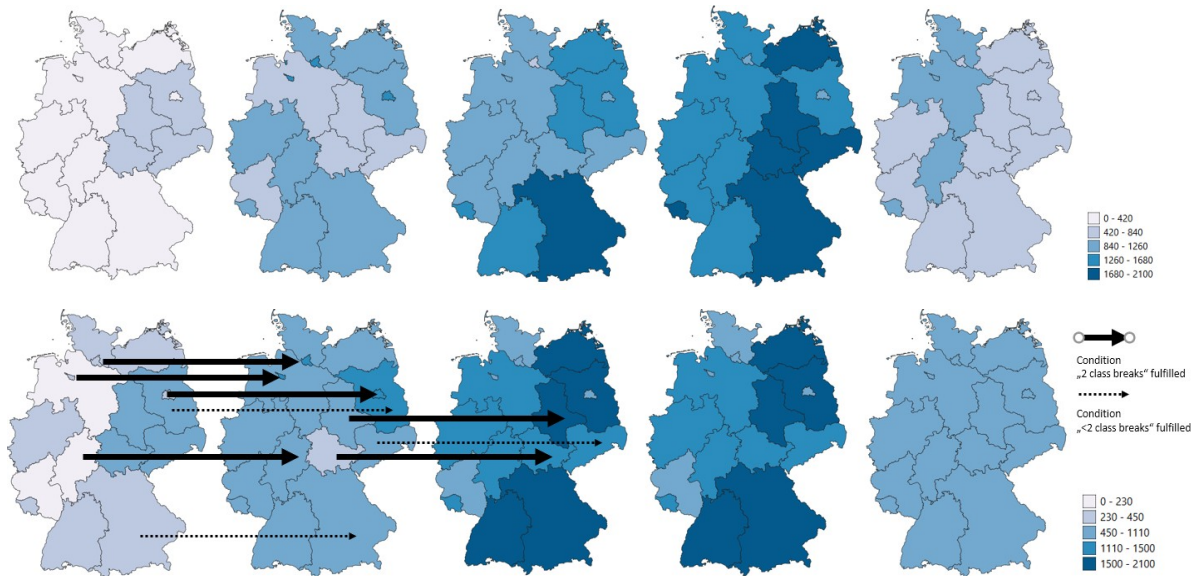 0 - 420
420 - 840
840 - 1260
1260 - 1680
1680 - 2100
Condition
„2 class breaks“ fulfilled
Condition
„<2 class breaks“ fulfilled
0 - 230
230 - 450
450 - 1110
1110 - 1500
1500 - 2100